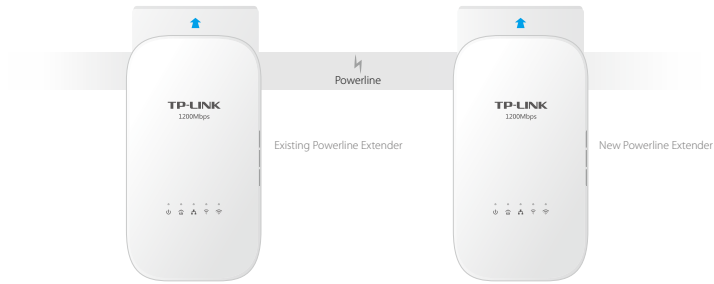 Powerline
TP-LINK
1200Mbps
Existing Powerline Extender
TP-LINK
1200Mbps
New Powerline Extender